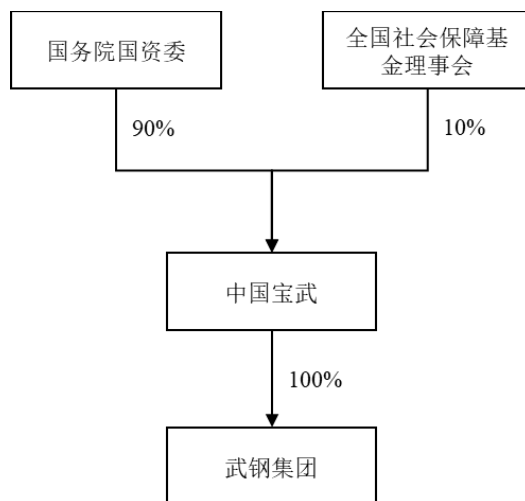 国务院国资委
全国社会保障基
金理事会
90%
10%
中国宝武
100%
武钢集团